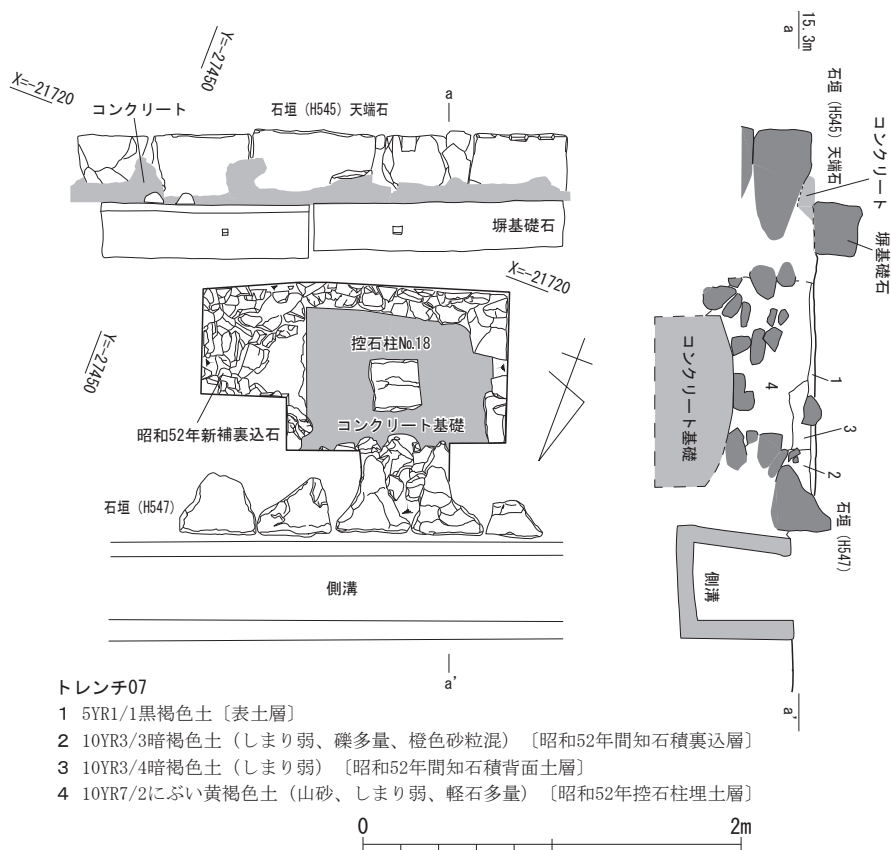 Y=-27450
X=-21720
コンクリート
石垣（H545）天端石
a
塀基礎石
X=-21720
Y=-27450
控石柱No.18
コンクリート基礎
昭和52年新補裏込石
石垣（H547）
側溝
a'
15.3m
a
石垣（H545）天端石
コンクリート
塀基礎石
コンクリート基礎
1
4
3
2
石垣（H547）
側溝
a'
トレンチ07
1 5YR1/1黒褐色土〔表土層〕
2 10YR3/3暗褐色土（しまり弱、礫多量、橙色砂粒混）〔昭和52年間知石積裏込層〕
3 10YR3/4暗褐色土（しまり弱）〔昭和52年間知石積背面土層〕
4 10YR7/2にぶい黄褐色土（山砂、しまり弱、軽石多量）〔昭和52年控石柱埋土層〕
0 2m